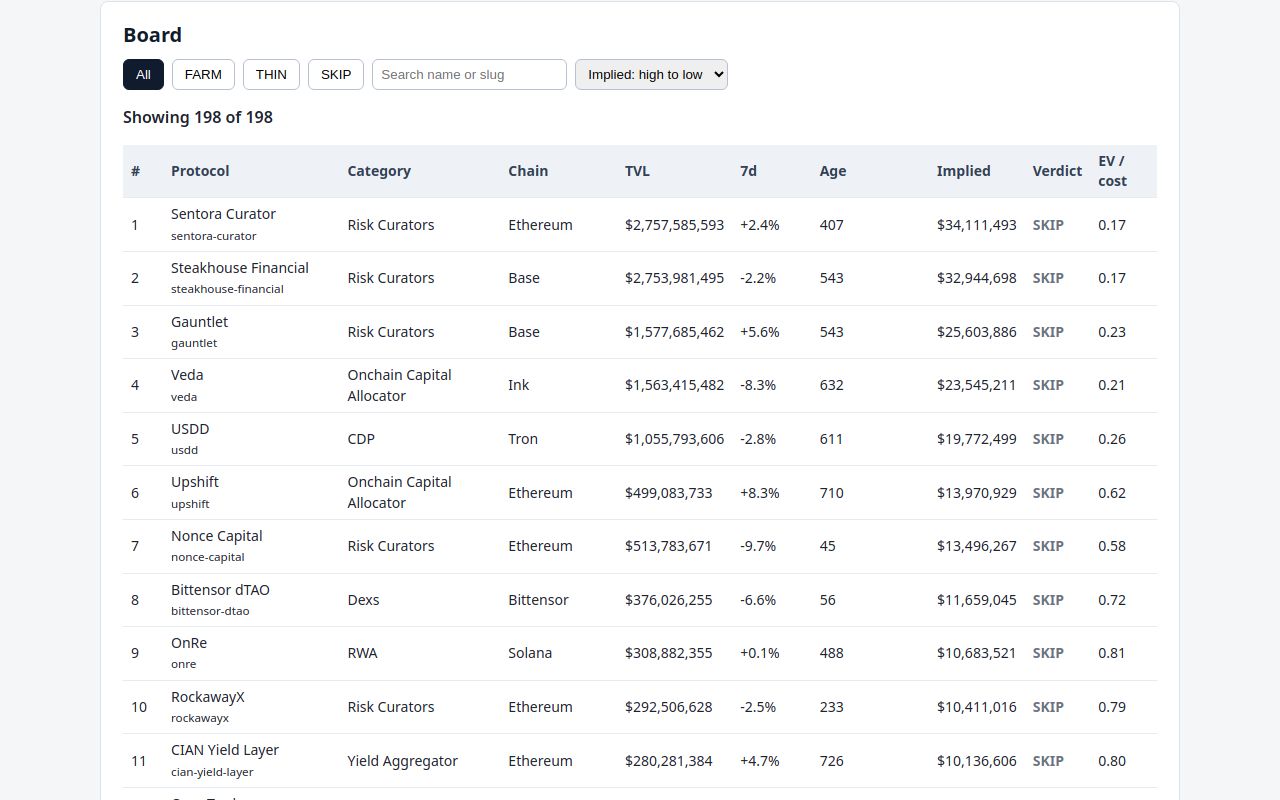 Board
All FARM THIN SKIP Search name or slug Implied: high to low
Showing 198 of 198
# Protocol Category Chain TVL 7d Age Implied Verdict EV / cost
1 Sentora Curator Risk Curators Ethereum $2,757,585,593 +2.4% 407 $34,111,493 SKIP 0.17
sentora-curator
2 Steakhouse Financial Risk Curators Base $2,753,981,495 -2.2% 543 $32,944,698 SKIP 0.17
steakhouse-financial
3 Gauntlet Risk Curators Base $1,577,685,462 +5.6% 543 $25,603,886 SKIP 0.23
gauntlet
4 Veda Onchain Capital Allocator Ink $1,563,415,482 -8.3% 632 $23,545,211 SKIP 0.21
veda
5 USDD CDP Tron $1,055,793,606 -2.8% 611 $19,772,499 SKIP 0.26
usdd
6 Upshift Onchain Capital Allocator Ethereum $499,083,733 +8.3% 710 $13,970,929 SKIP 0.62
upshift
7 Nonce Capital Risk Curators Ethereum $513,783,671 -9.7% 45 $13,496,267 SKIP 0.58
nonce-capital
8 Bittensor dTAO Dexs Bittensor $376,026,255 -6.6% 56 $11,659,045 SKIP 0.72
bittensor-dtao
9 OnRe RWA Solana $308,882,355 +0.1% 488 $10,683,521 SKIP 0.81
onre
10 RockawayX Risk Curators Ethereum $292,506,628 -2.5% 233 $10,411,016 SKIP 0.79
rockawayx
11 CIAN Yield Layer Yield Aggregator Ethereum $280,281,384 +4.7% 726 $10,136,606 SKIP 0.80
cian-yield-layer